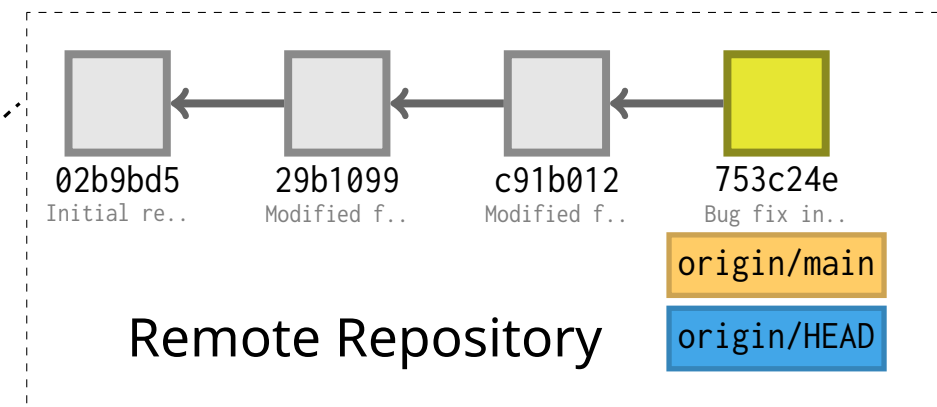 02b9bd5 29b1099 c91b012 753c24e
Initial re.. Modified f.. Modified f.. Bug fix in..
origin/main
Remote Repository origin/HEAD